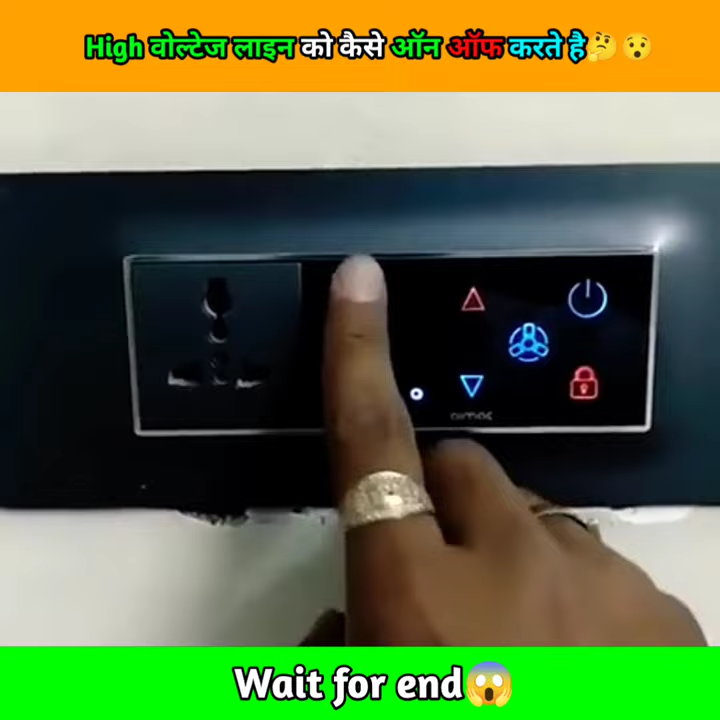 High वोल्टेज लाइन को कैसे ऑन ऑफ करते है🤔😯
Wait for end😱